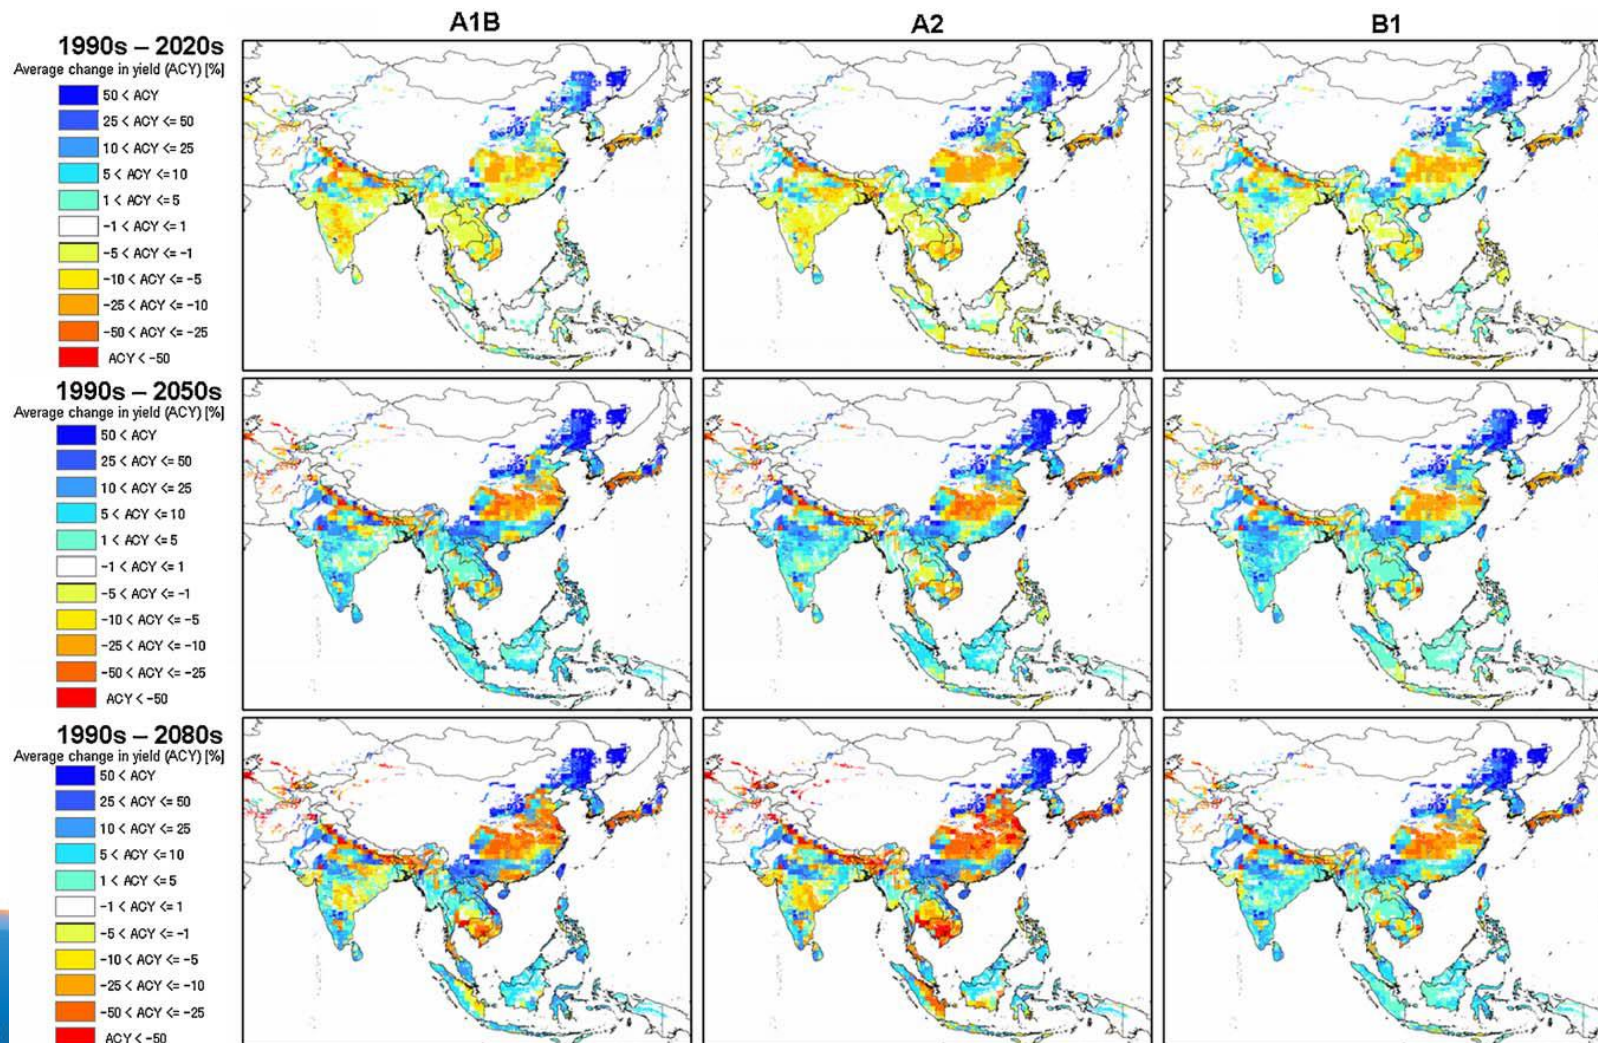 A1B
A2
B1
1990s – 2020s
Average change in yield (ACY) [%]
50 < ACY
25 < ACY <= 50
10 < ACY <= 25
5 < ACY <= 10
1 < ACY <= 5
-1 < ACY <= 1
-5 < ACY <= -1
-10 < ACY <= -5
-25 < ACY <= -10
-50 < ACY <= -25
ACY < -50
1990s – 2050s
Average change in yield (ACY) [%]
50 < ACY
25 < ACY <= 50
10 < ACY <= 25
5 < ACY <= 10
1 < ACY <= 5
-1 < ACY <= 1
-5 < ACY <= -1
-10 < ACY <= -5
-25 < ACY <= -10
-50 < ACY <= -25
ACY < -50
1990s – 2080s
Average change in yield (ACY) [%]
50 < ACY
25 < ACY <= 50
10 < ACY <= 25
5 < ACY <= 10
1 < ACY <= 5
-1 < ACY <= 1
-5 < ACY <= -1
-10 < ACY <= -5
-25 < ACY <= -10
-50 < ACY <= -25
ACY < -50